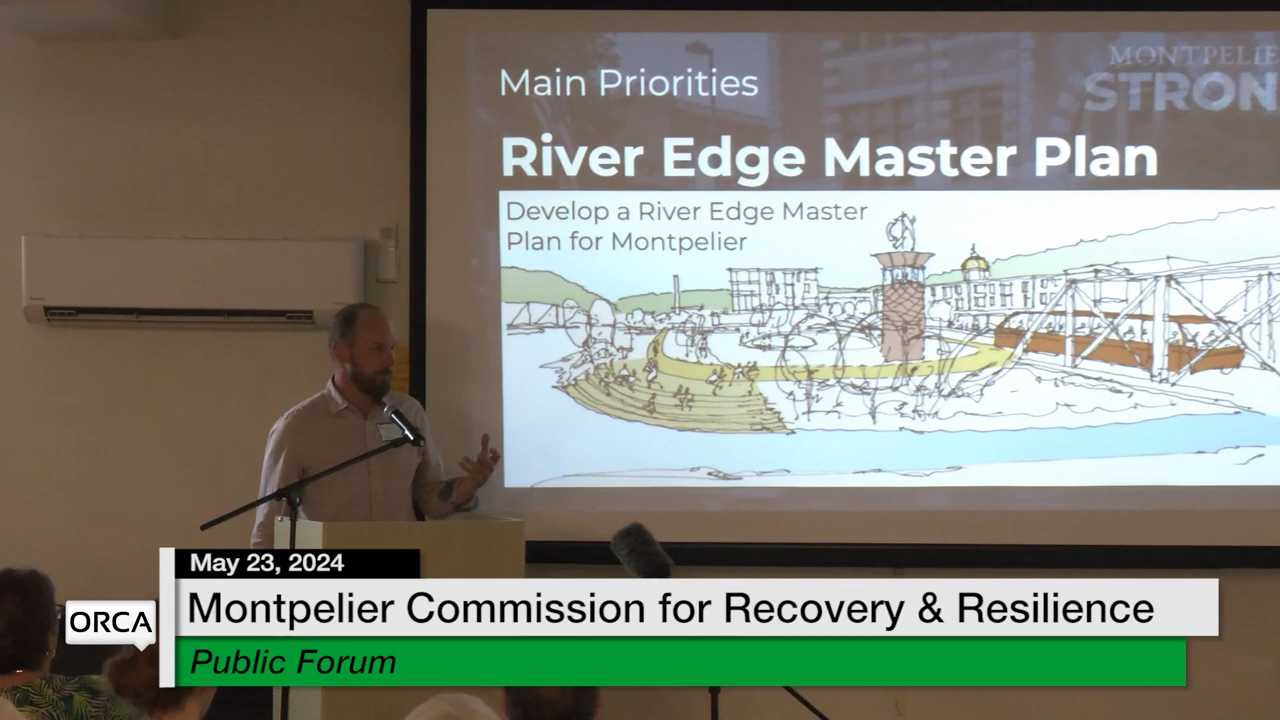 MONTPELIE
STRON
Main Priorities
River Edge Master Plan
Develop a River Edge Master
Plan for Montpelier
May 23, 2024
ORCA
Montpelier Commission for Recovery & Resilience
Public Forum